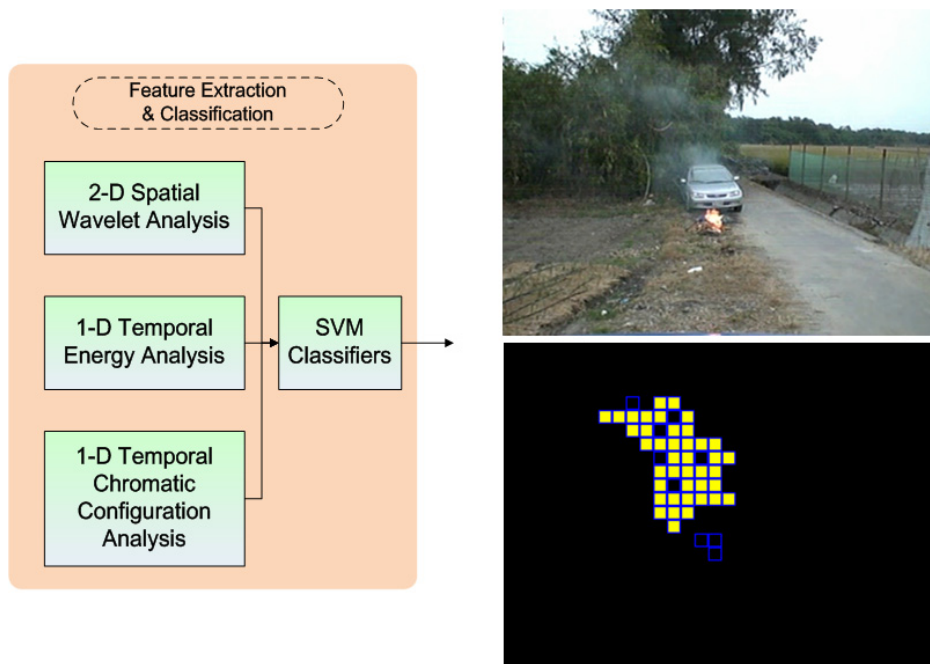 Feature Extraction
& Classification
2-D Spatial
Wavelet Analysis
1-D Temporal
Energy Analysis
SVM
Classifiers
1-D Temporal
Chromatic
Configuration
Analysis